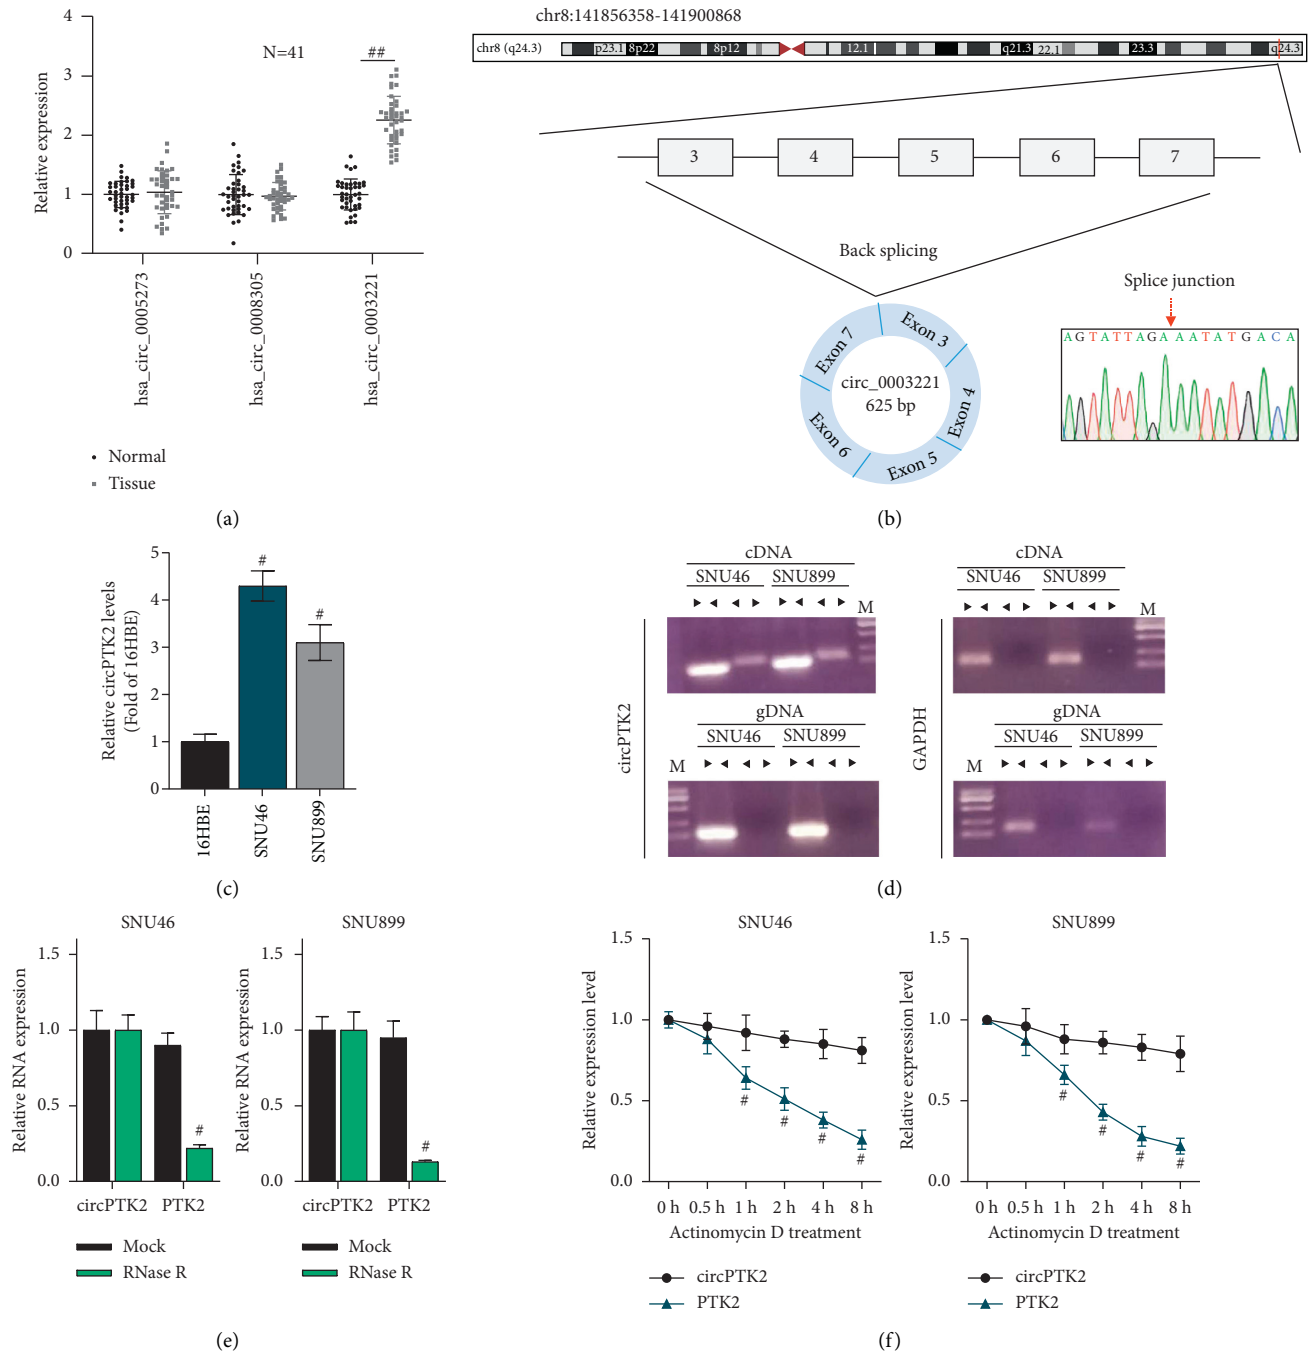 4
3
2
1
0
Relative expression
N=41
##
hsa_circ_0005273
hsa_circ_0008305
hsa_circ_0003221
Normal
Tissue
(a)
chr8:141856358-141900868
chr8 (q24.3) p23.1 8p22 8p12 12.1 q21.3 22.1 23.3 q24.3
3 4 5 6 7
Back splicing
Exon 3
Exon 4
Exon 5
Exon 6
Exon 7
circ_0003221
625 bp
Splice junction
AGTATTAGAAATATGACA
(b)
5
4
3
2
1
0
Relative circPTK2 levels
(Fold of 16HBE)
#
#
16HBE
SNU46
SNU899
(c)
cDNA
SNU46 SNU899
M
circPTK2
gDNA
SNU46 SNU899
M
cDNA
SNU46 SNU899
M
GAPDH
gDNA
SNU46 SNU899
M
(d)
SNU46
1.5
1.0
0.5
0.0
Relative RNA expression
#
circPTK2 PTK2
Mock
RNase R
SNU899
1.5
1.0
0.5
0.0
Relative RNA expression
#
circPTK2 PTK2
Mock
RNase R
(e)
SNU46
1.5
1.0
0.5
0.0
Relative expression level
# # # #
0 h 0.5 h 1 h 2 h 4 h 8 h
Actinomycin D treatment
circPTK2
PTK2
SNU899
1.5
1.0
0.5
0.0
Relative expression level
# # # #
0 h 0.5 h 1 h 2 h 4 h 8 h
Actinomycin D treatment
circPTK2
PTK2
(f)